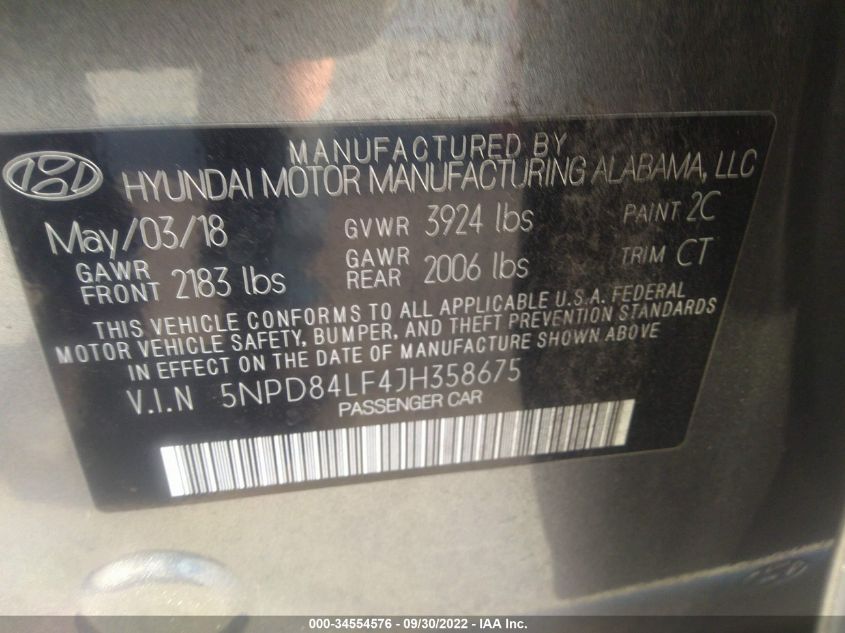 MANUFACTURED BY
HYUNDAI MOTOR MANUFACTURING ALABAMA, LLC
May/03/18 GVWR 3924 lbs PAINT 2C
GAWR FRONT 2183 lbs GAWR REAR 2006 lbs TRIM CT
THIS VEHICLE CONFORMS TO ALL APPLICABLE U.S.A. FEDERAL
MOTOR VEHICLE SAFETY, BUMPER, AND THEFT PREVENTION STANDARDS
IN EFFECT ON THE DATE OF MANUFACTURE SHOWN ABOVE
V.I.N 5NPD84LF4JH358675
PASSENGER CAR
000-34554576 - 09/30/2022 - IAA Inc.